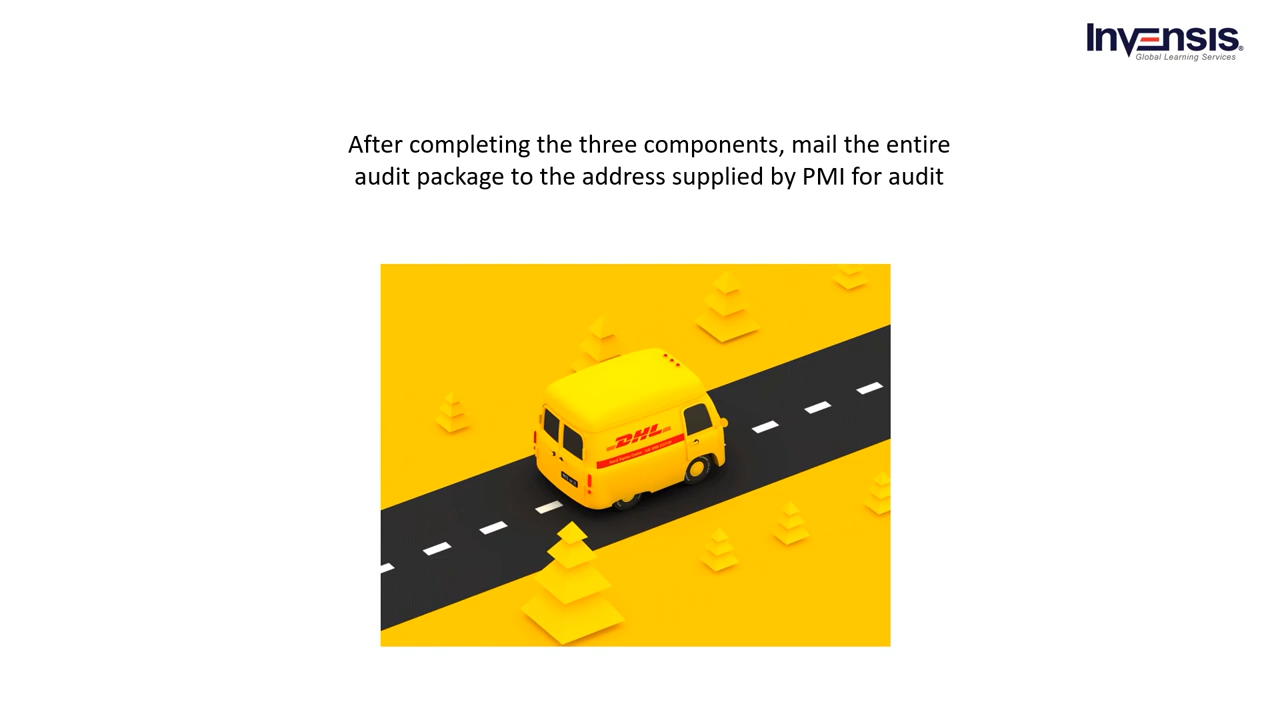 Invensis®
Global Learning Services
After completing the three components, mail the entire
audit package to the address supplied by PMI for audit
DHL